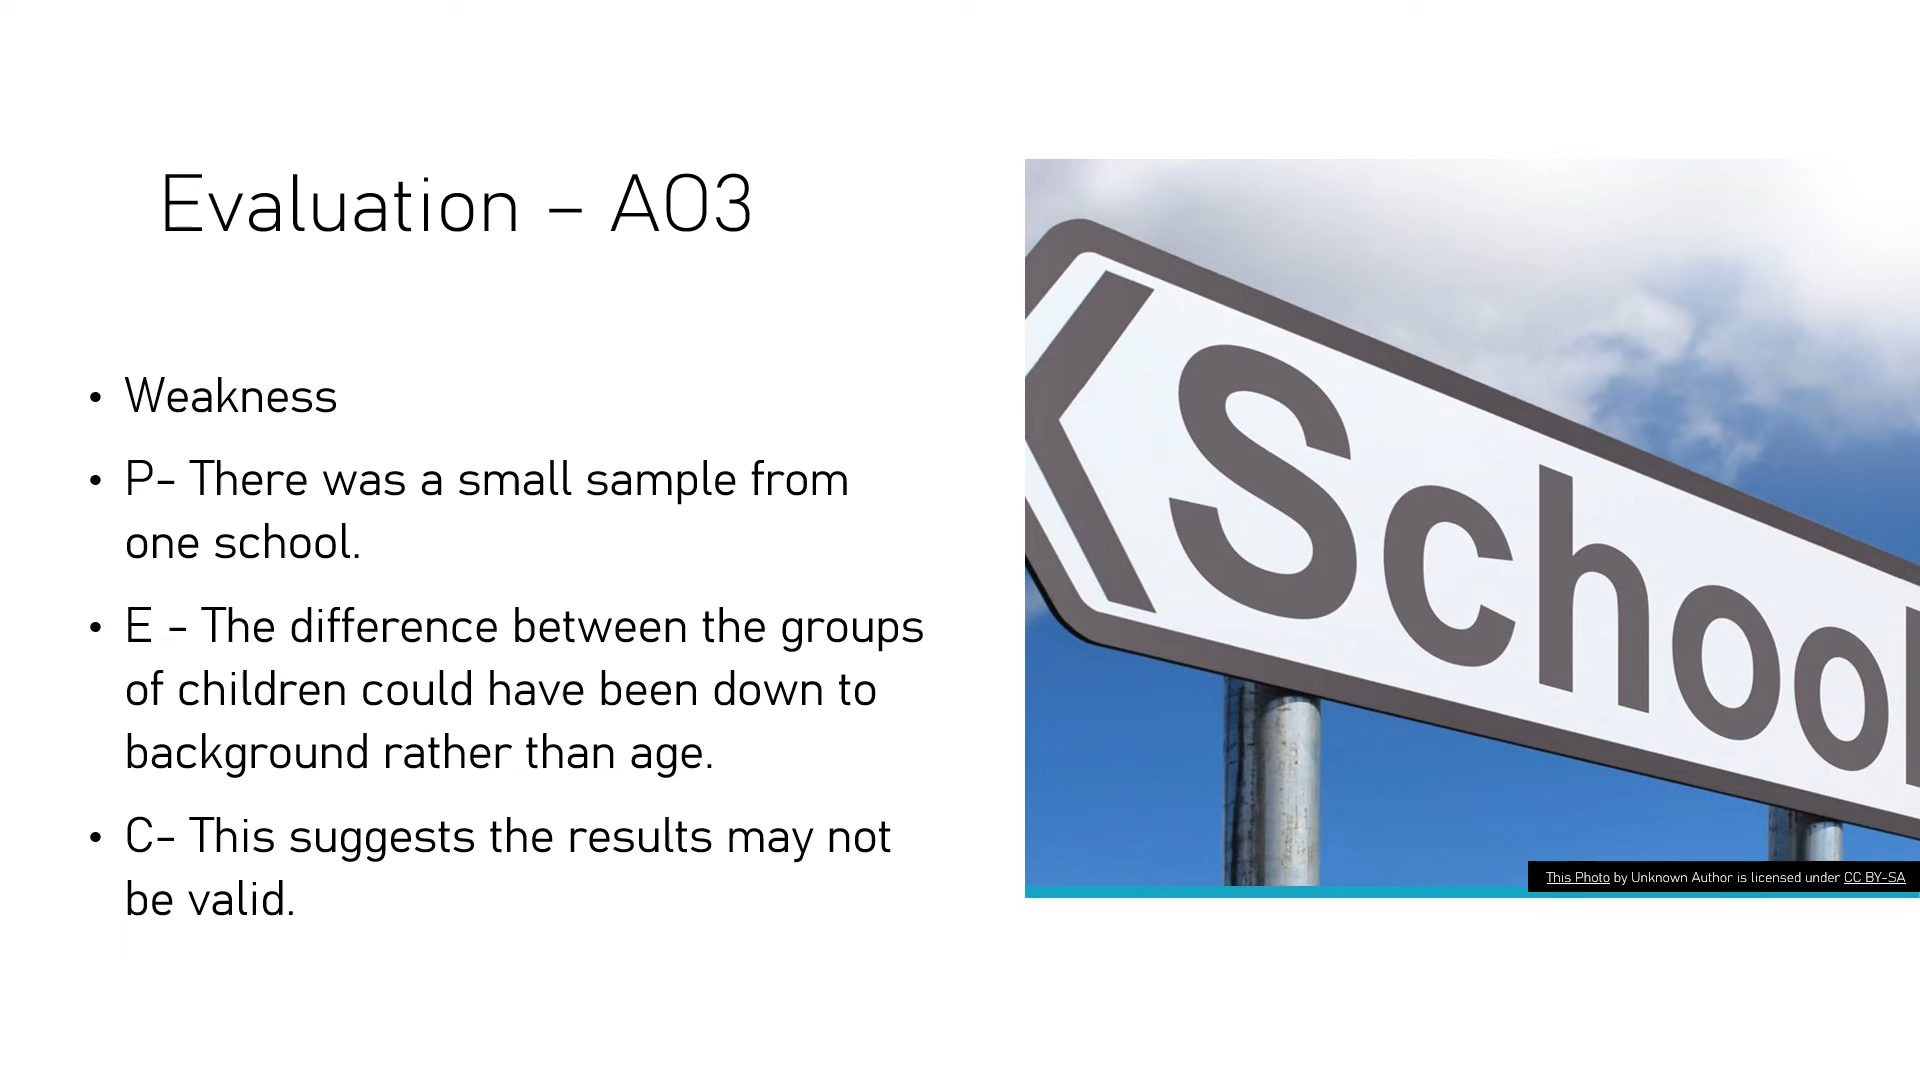 Evaluation – AO3
• Weakness
• P- There was a small sample from
one school.
• E - The difference between the groups
of children could have been down to
background rather than age.
• C- This suggests the results may not
be valid.
School
This Photo by Unknown Author is licensed under CC BY-SA